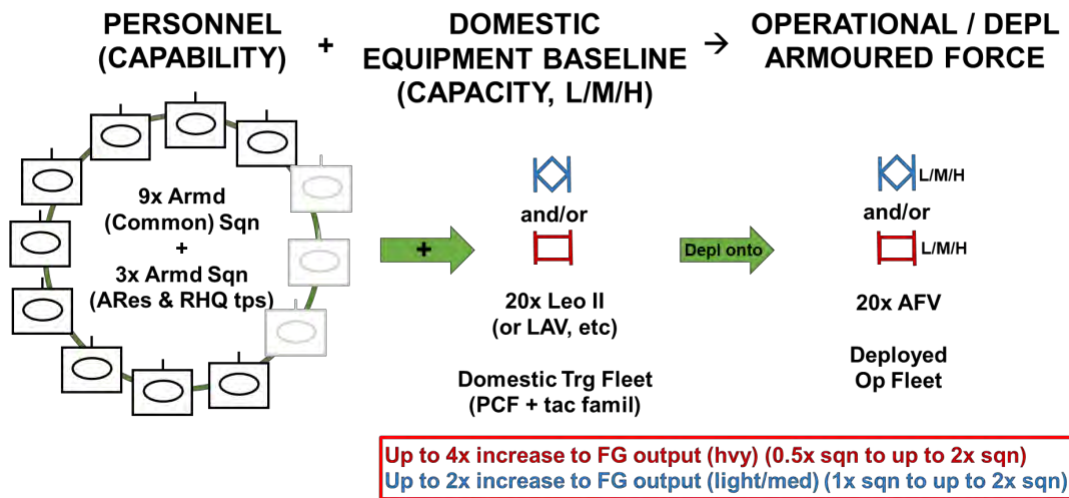 PERSONNEL
(CAPABILITY)
+
DOMESTIC
EQUIPMENT BASELINE
(CAPACITY, L/M/H)
→
OPERATIONAL / DEPL
ARMOURED FORCE
9x Armd
(Common) Sqn
+
3x Armd Sqn
(ARes & RHQ tps)
+
and/or
20x Leo II
(or LAV, etc)
Domestic Trg Fleet
(PCF + tac famil)
Depl onto
L/M/H
and/or
L/M/H
20x AFV
Deployed
Op Fleet
Up to 4x increase to FG output (hvy) (0.5x sqn to up to 2x sqn)
Up to 2x increase to FG output (light/med) (1x sqn to up to 2x sqn)